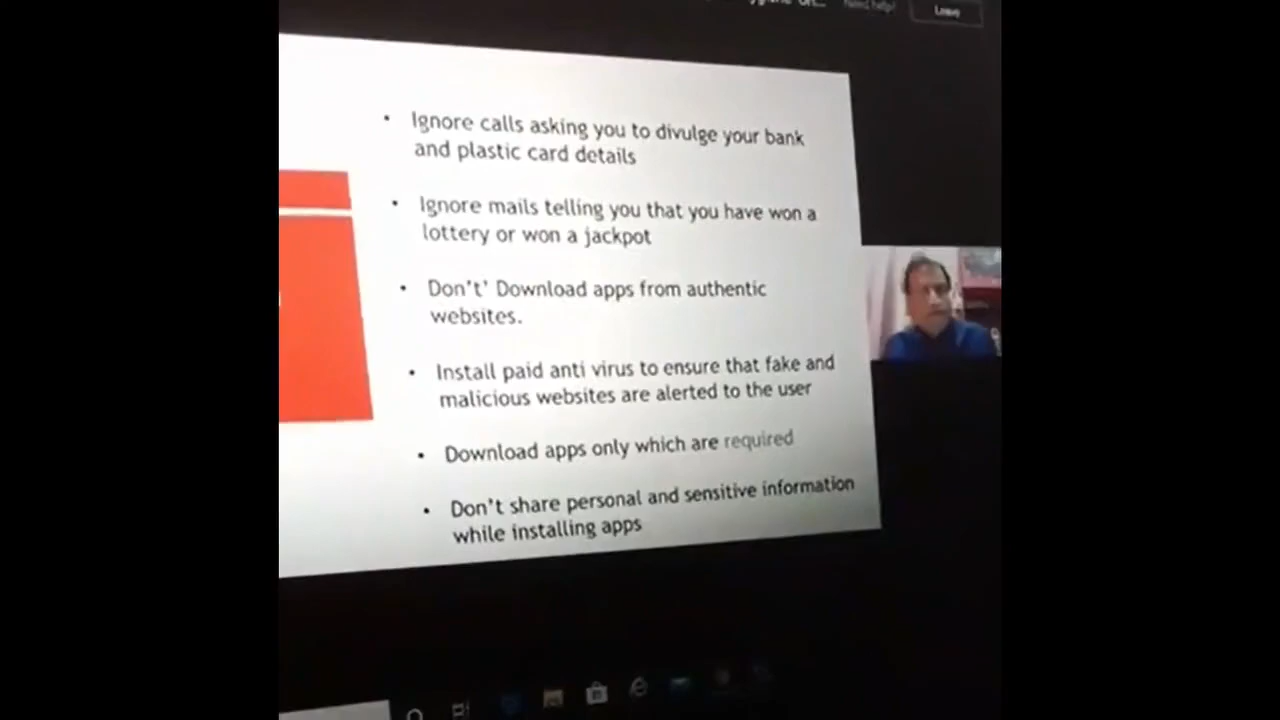 Need help?
Leave
• Ignore calls asking you to divulge your bank
and plastic card details
• Ignore mails telling you that you have won a
lottery or won a jackpot
• Don't' Download apps from authentic
websites.
• Install paid anti virus to ensure that fake and
malicious websites are alerted to the user
• Download apps only which are required
• Don't share personal and sensitive information
while installing apps